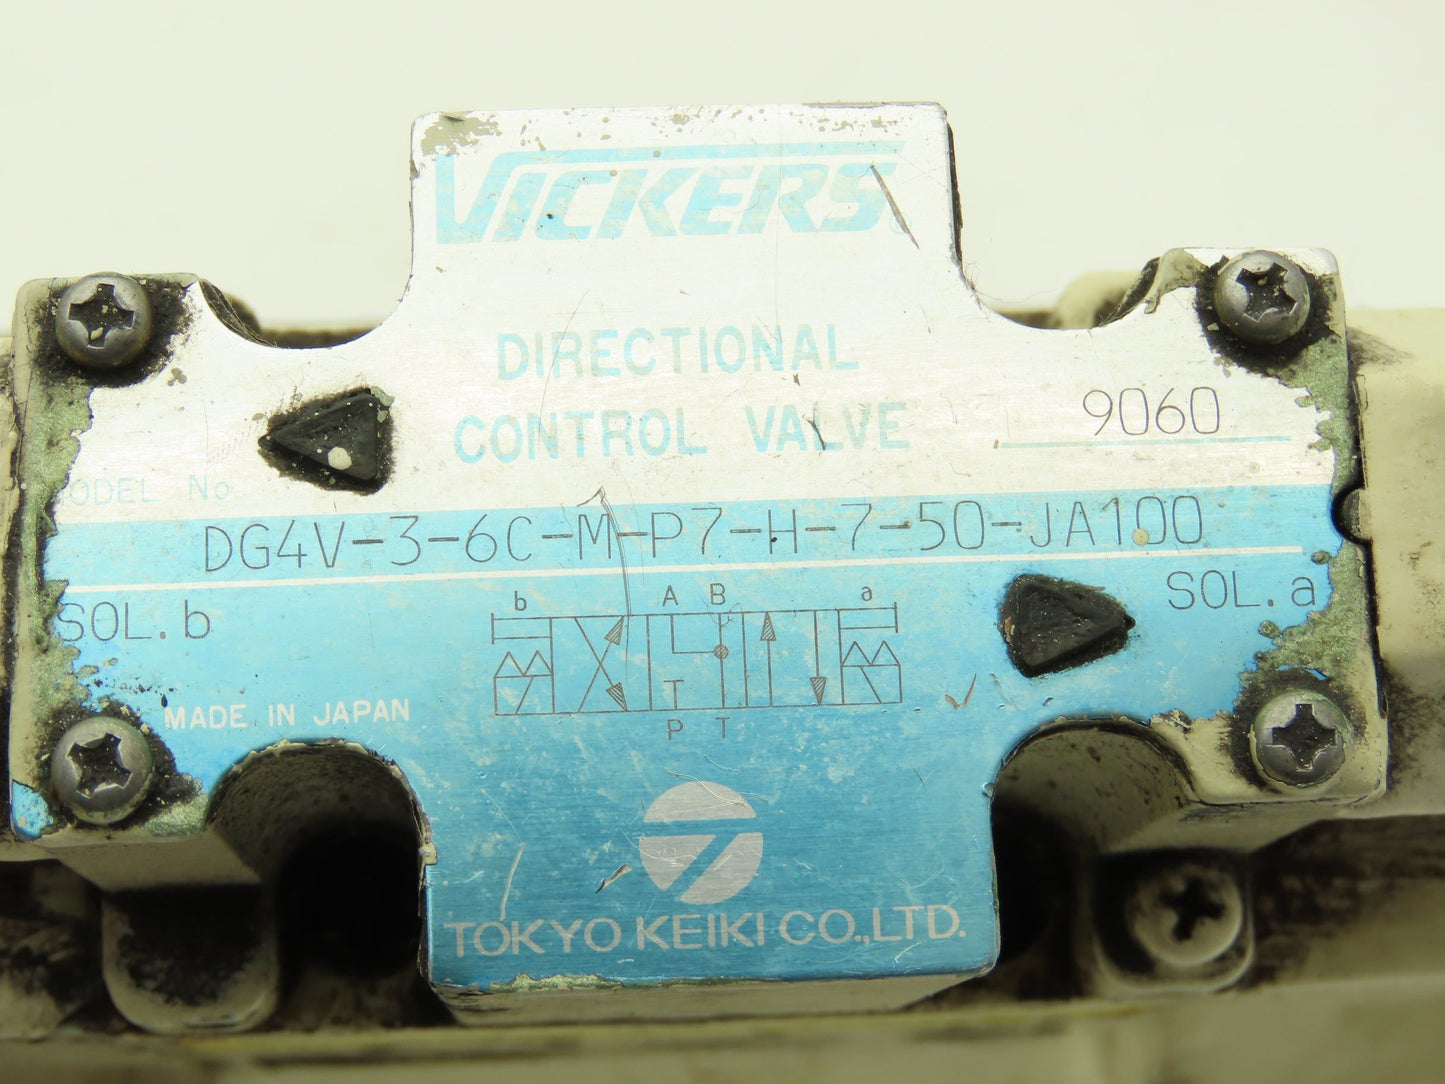 VICKERS
DIRECTIONAL
CONTROL VALVE
9060
MODEL No
DG4V-3-6C-M-P7-H-7-50-JA100
SOL.b
SOL.a
b A B a
T
P T
MADE IN JAPAN
TOKYO KEIKI CO.,LTD.